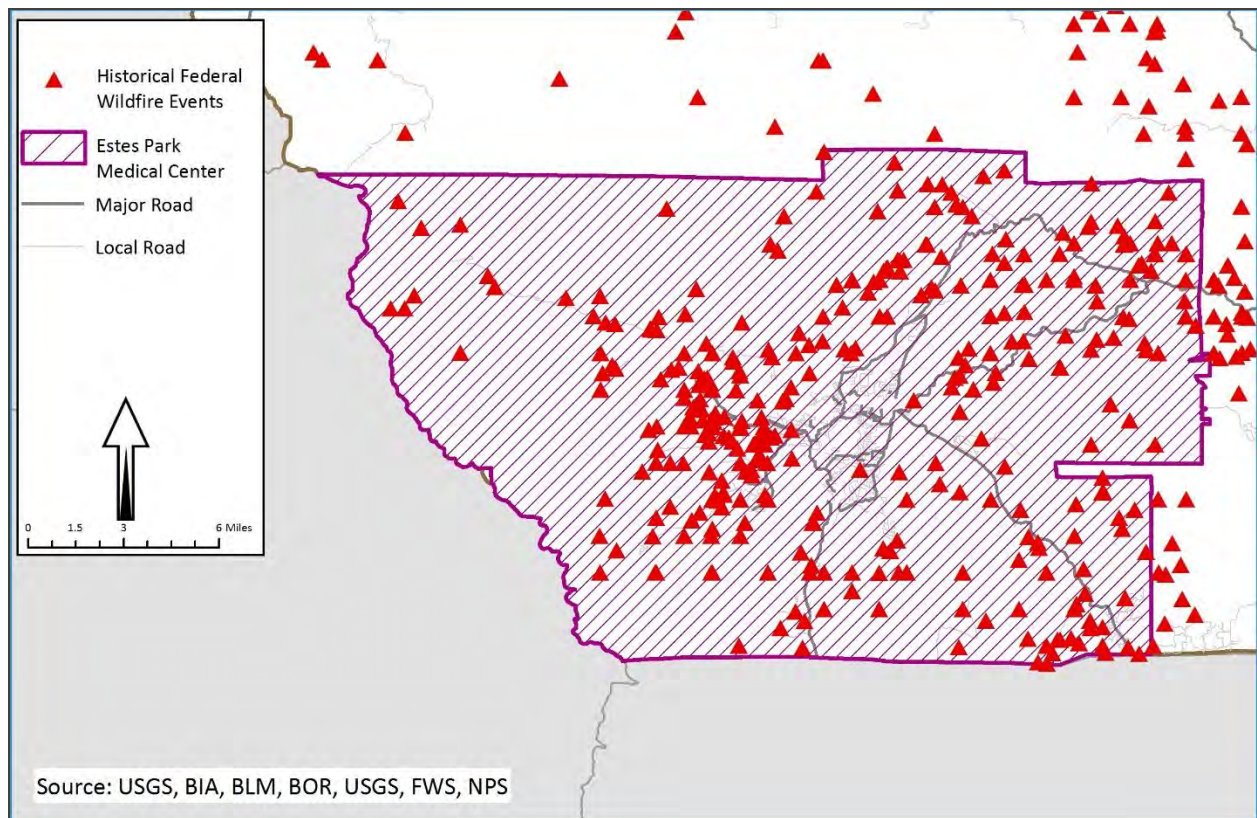 Historical Federal
Wildfire Events
Estes Park
Medical Center
Major Road
Local Road
0 1.5 3 6 Miles
Source: USGS, BIA, BLM, BOR, USGS, FWS, NPS